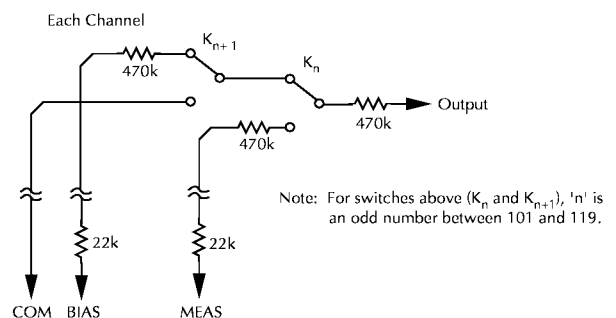 Each Channel
Kn+1
Kn
470k
470k
Output
470k
Note: For switches above (Kn and Kn+1), 'n' is
an odd number between 101 and 119.
22k
22k
COM BIAS MEAS